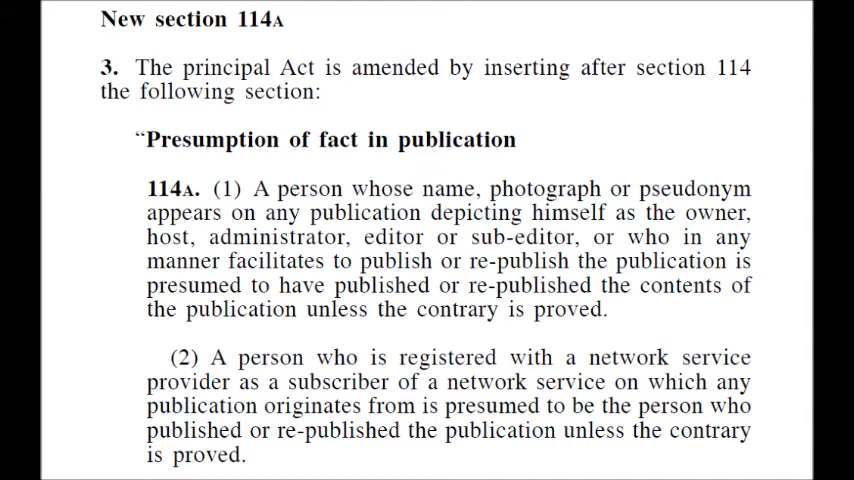 New section 114A
3. The principal Act is amended by inserting after section 114
the following section:
“Presumption of fact in publication
114A. (1) A person whose name, photograph or pseudonym
appears on any publication depicting himself as the owner,
host, administrator, editor or sub-editor, or who in any
manner facilitates to publish or re-publish the publication is
presumed to have published or re-published the contents of
the publication unless the contrary is proved.
(2) A person who is registered with a network service
provider as a subscriber of a network service on which any
publication originates from is presumed to be the person who
published or re-published the publication unless the contrary
is proved.